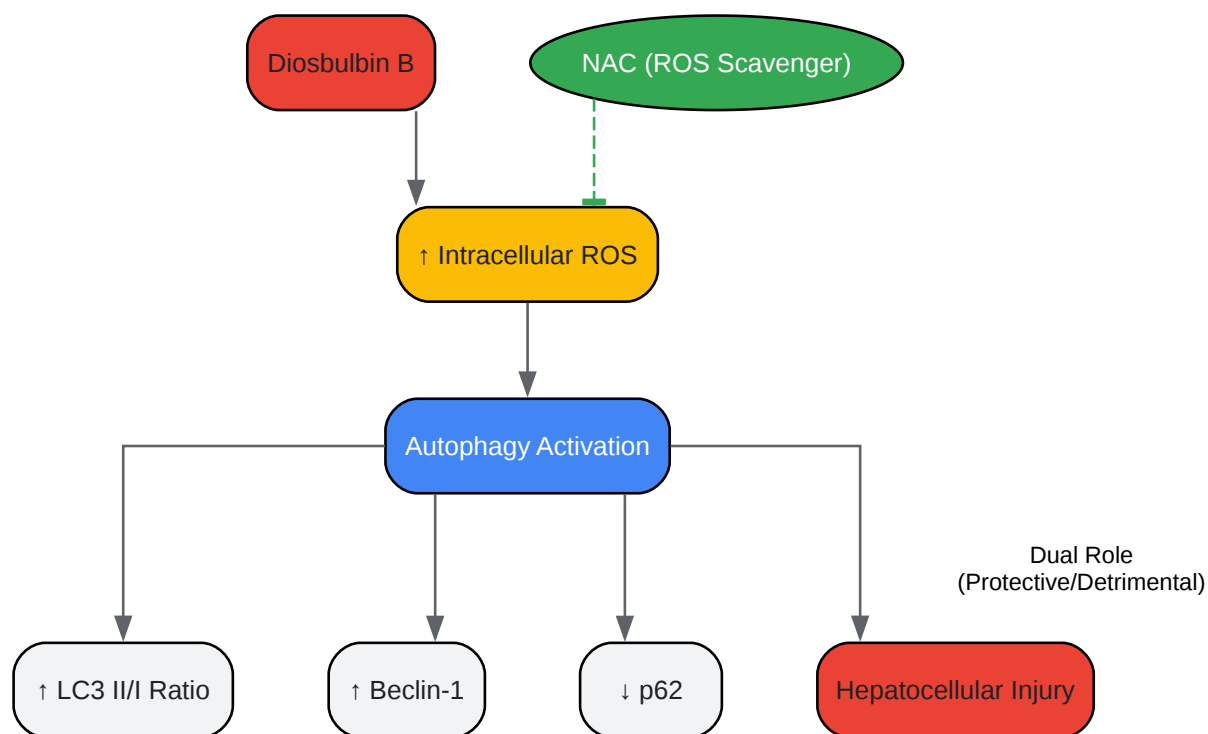 Diosbulbin B
NAC (ROS Scavenger)
↑ Intracellular ROS
Autophagy Activation
Dual Role
(Protective/Detrimental)
↑ LC3 II/I Ratio
↑ Beclin-1
↓ p62
Hepatocellular Injury